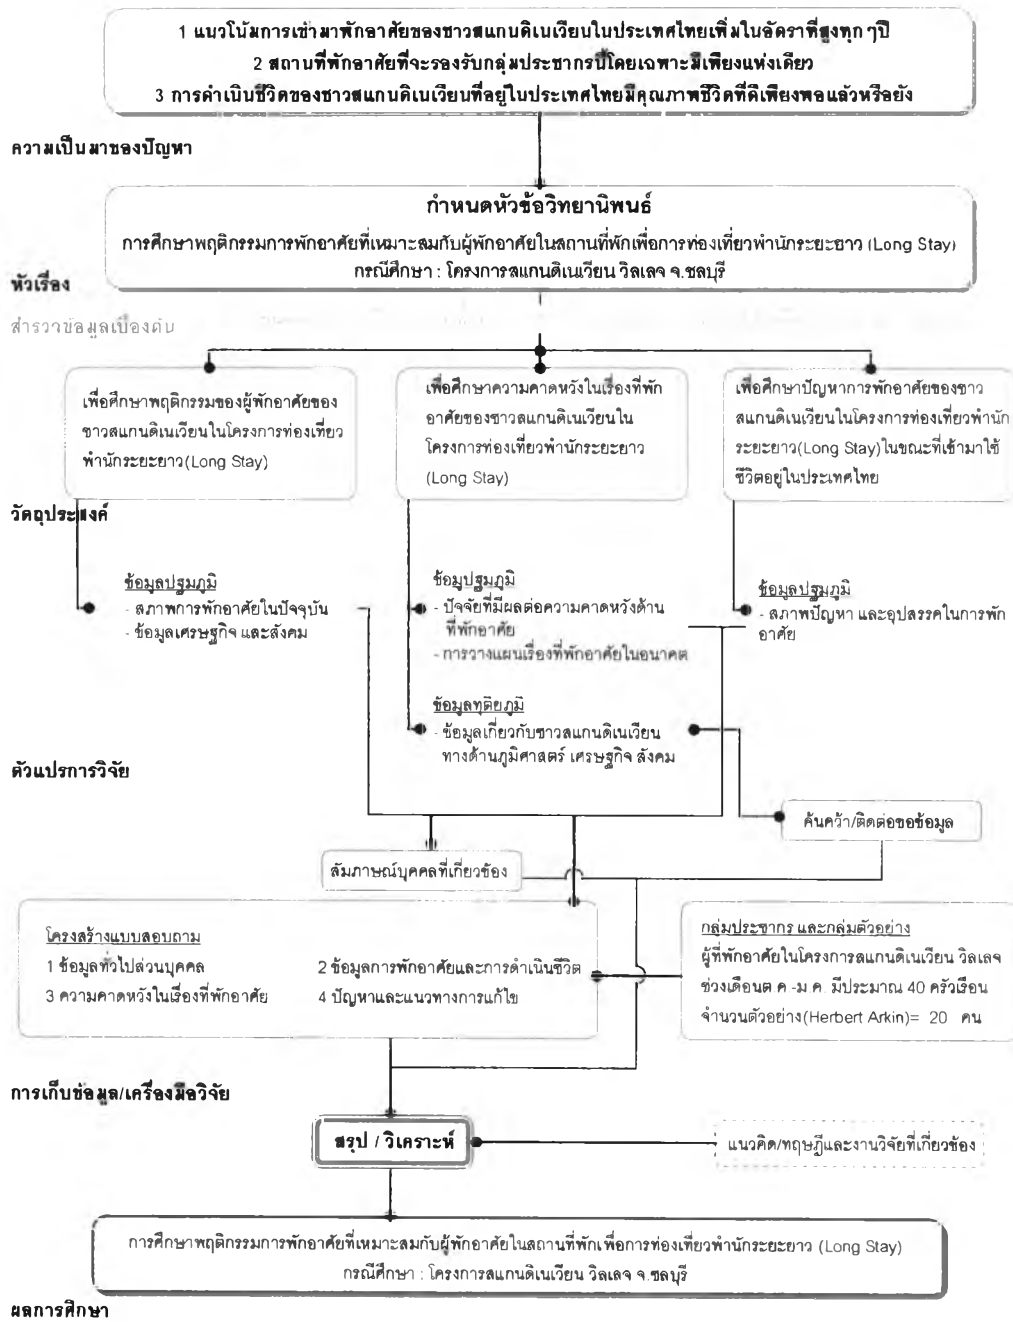 1 แนวโน้มการเข้ามาพักอาศัยของชาวสแกนดิเนเวียนในประเทศไทยเพิ่มในอัตราที่สูงทุกๆปี
2 สถานที่พักอาศัยที่จะรองรับกลุ่มประชากรนี้โดยเฉพาะมีเพียงแห่งเดียว
3 การดำเนินชีวิตของชาวสแกนดิเนเวียนที่อยู่ในประเทศไทยมีคุณภาพชีวิตที่ดีเพียงพอแล้วหรือยัง
ความเป็นมาของปัญหา
กำหนดหัวข้อวิทยานิพนธ์
การศึกษาพฤติกรรมการพักอาศัยที่เหมาะสมกับผู้พักอาศัยในสถานที่พักเพื่อการท่องเที่ยวพำนักระยะยาว (Long Stay)
กรณีศึกษา : โครงการสแกนดิเนเวียน วิลเลจ จ.ชลบุรี
หัวเรื่อง
สำรวจข้อมูลเบื้องต้น
เพื่อศึกษาพฤติกรรมของผู้พักอาศัยของ
ชาวสแกนดิเนเวียนในโครงการท่องเที่ยว
พำนักระยะยาว(Long Stay)
เพื่อศึกษาความคาดหวังในเรื่องที่พัก
อาศัยของชาวสแกนดิเนเวียนใน
โครงการท่องเที่ยวพำนักระยะยาว
(Long Stay)
เพื่อศึกษาปัญหาการพักอาศัยของชาว
สแกนดิเนเวียนในโครงการท่องเที่ยวพำนัก
ระยะยาว(Long Stay)ในขณะที่เข้ามาใช้
ชีวิตอยู่ในประเทศไทย
วัตถุประสงค์
ข้อมูลปฐมภูมิ
- สภาพการพักอาศัยในปัจจุบัน
- ข้อมูลเศรษฐกิจ และสังคม
ข้อมูปฐมภูมิ
- ปัจจัยที่มีผลต่อความคาดหวังด้าน
ที่พักอาศัย
- การวางแผนเรื่องที่พักอาศัยในอนาคต
ข้อมูลปฐมภูมิ
- สภาพปัญหา และอุปสรรคในการพัก
อาศัย
ข้อมูลทุติยภูมิ
- ข้อมูลเกี่ยวกับชาวสแกนดิเนเวียน
ทางด้านภูมิศาสตร์ เศรษฐกิจ สังคม
ตัวแปรการวิจัย
ค้นคว้า/ติดต่อขอข้อมูล
สัมภาษณ์บุคคลที่เกี่ยวข้อง
โครงสร้างแบบสอบถาม
1 ข้อมูลทั่วไปส่วนบุคคล 2 ข้อมูลการพักอาศัยและการดำเนินชีวิต
3 ความคาดหวังในเรื่องที่พักอาศัย 4 ปัญหาและแนวทางการแก้ไข
กลุ่มประชากร และกลุ่มตัวอย่าง
ผู้ที่พักอาศัยในโครงการสแกนดิเนเวียน วิลเลจ
ช่วงเดือนต ค -ม ค มีประมาณ 40 ครัวเรือน
จำนวนตัวอย่าง(Herbert Arkin)= 20 คน
การเก็บข้อมูล/เครื่องมือวิจัย
สรุป / วิเคราะห์
แนวคิด/ทฤษฎีและงานวิจัยที่เกี่ยวข้อง
การศึกษาพฤติกรรมการพักอาศัยที่เหมาะสมกับผู้พักอาศัยในสถานที่พักเพื่อการท่องเที่ยวพำนักระยะยาว (Long Stay)
กรณีศึกษา : โครงการสแกนดิเนเวียน วิลเลจ จ.ชลบุรี
ผลการศึกษา